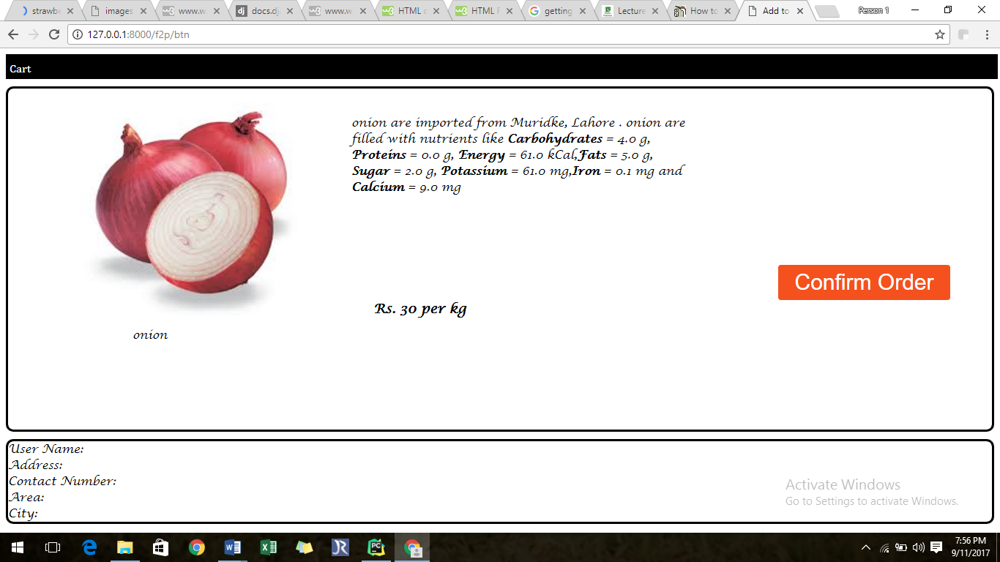 strawbe
images
www.w
docs.dj
www.w
HTML c
HTML F
getting
Lecture
How to
Add to
Person 1
127.0.0.1:8000/f2p/btn
Cart
onion are imported from Muridke, Lahore . onion are
filled with nutrients like Carbohydrates = 4.0 g,
Proteins = 0.0 g, Energy = 61.0 kCal,Fats = 5.0 g,
Sugar = 2.0 g, Potassium = 61.0 mg,Iron = 0.1 mg and
Calcium = 9.0 mg
Confirm Order
Rs. 30 per kg
onion
User Name:
Address:
Contact Number:
Area:
City:
Activate Windows
Go to Settings to activate Windows.
7:56 PM
9/11/2017